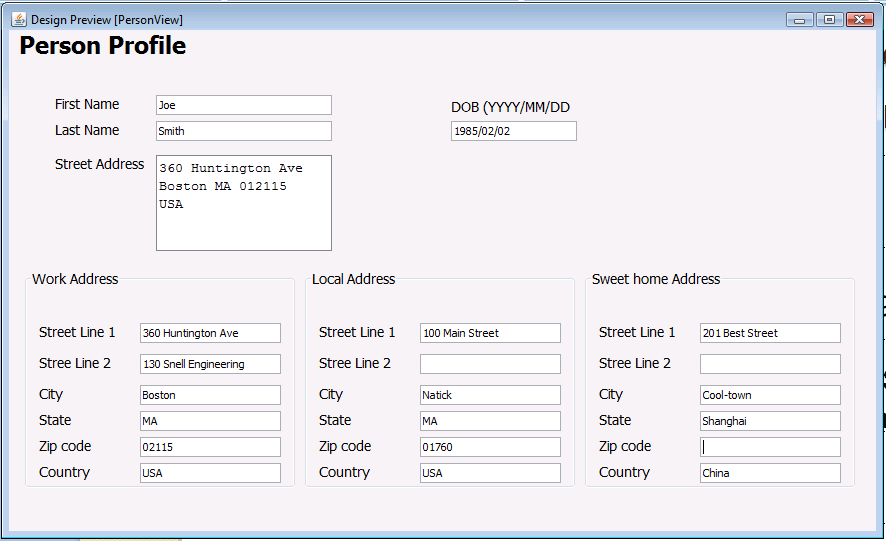 Design Preview [PersonView]
Person Profile
First Name Joe
DOB (YYYY/MM/DD
Last Name Smith
1985/02/02
Street Address
360 Huntington Ave
Boston MA 012115
USA
Work Address
Street Line 1 360 Huntington Ave
Stree Line 2 130 Snell Engineering
City Boston
State MA
Zip code 02115
Country USA
Local Address
Street Line 1 100 Main Street
Stree Line 2
City Natick
State MA
Zip code 01760
Country USA
Sweet home Address
Street Line 1 201 Best Street
Stree Line 2
City Cool-town
State Shanghai
Zip code
Country China